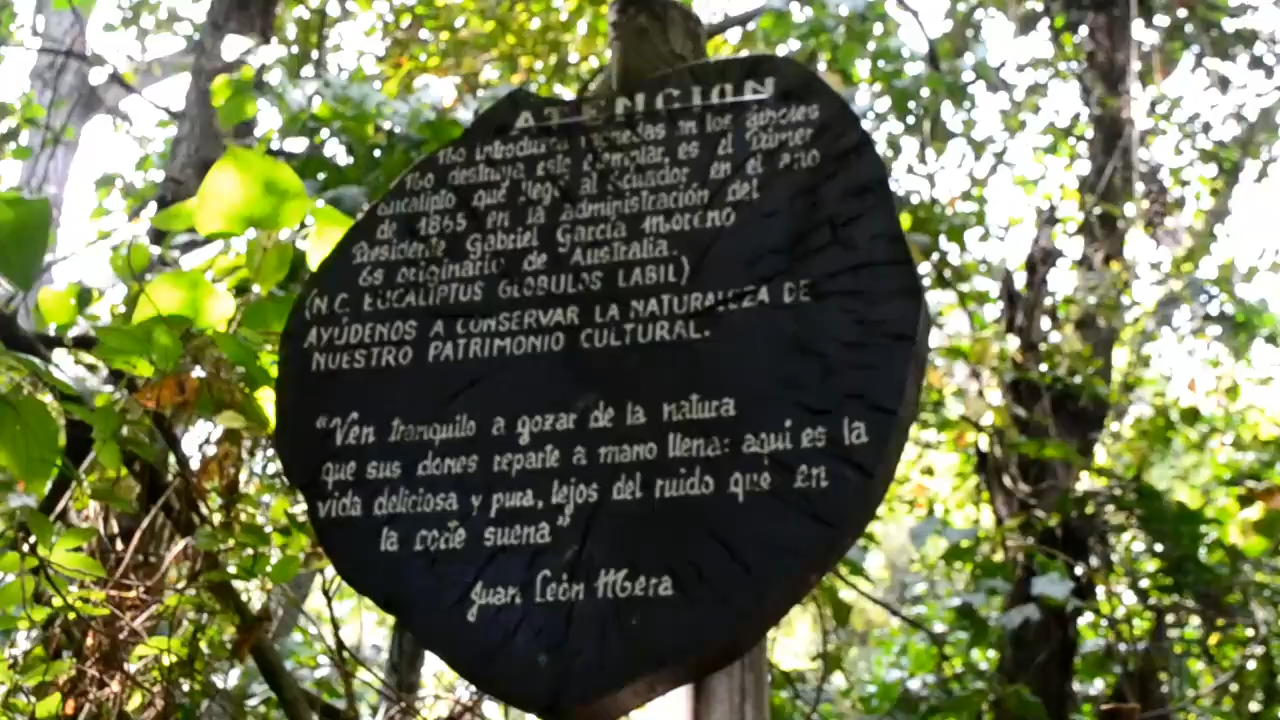 ATENCION
No introduzca monedas en los árboles
No destruya este ejemplar, es el Primer
eucalipto que llego al Ecuador en el Año
de 1865 en la administración del
Presidente Gabriel García Moreno
Es originario de Australia.
(N.C. EUCALIPTUS GLOBULOS LABIL)
AYÚDENOS A CONSERVAR LA NATURALEZA DE
NUESTRO PATRIMONIO CULTURAL.
"Ven tranquilo a gozar de la natura
que sus dones reparte a mano llena: aqui es la
vida deliciosa y pura, lejos del ruido que en
la corte suena"
Juan León Mera